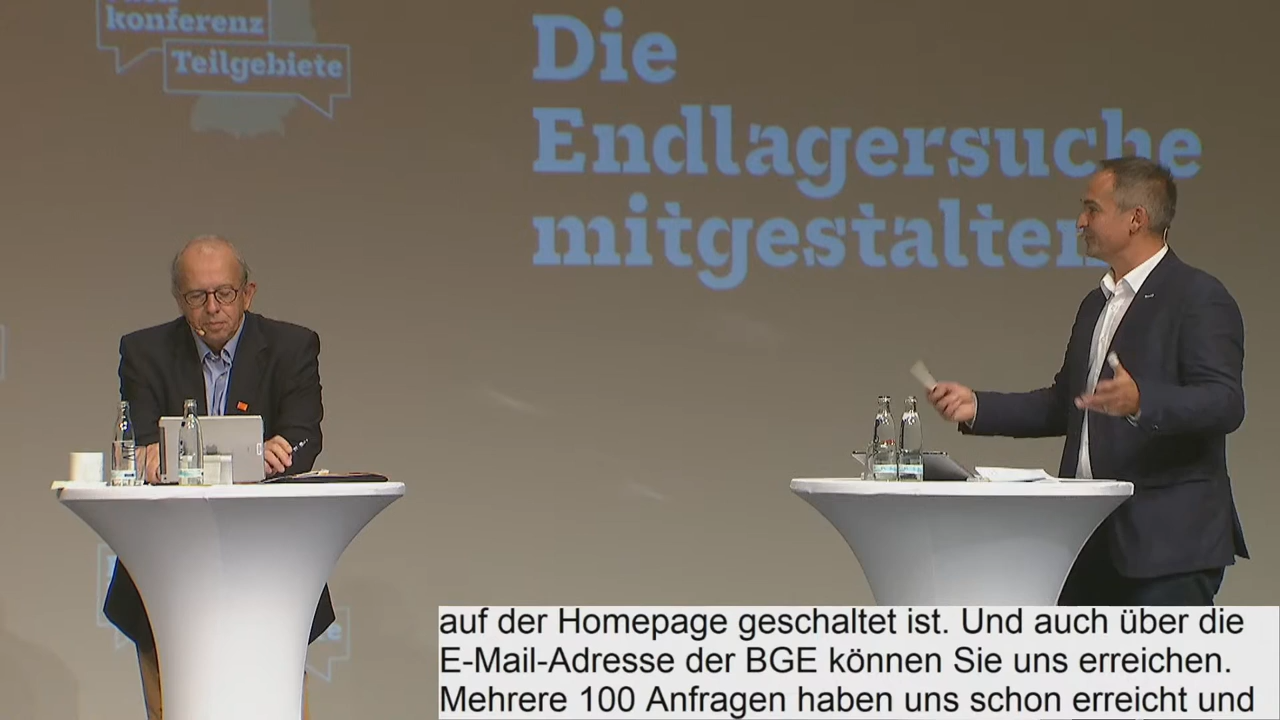 konferenz
Teilgebiete
Die
Endlagersuche
mitgestalten
auf der Homepage geschaltet ist. Und auch über die
E-Mail-Adresse der BGE können Sie uns erreichen.
Mehrere 100 Anfragen haben uns schon erreicht und